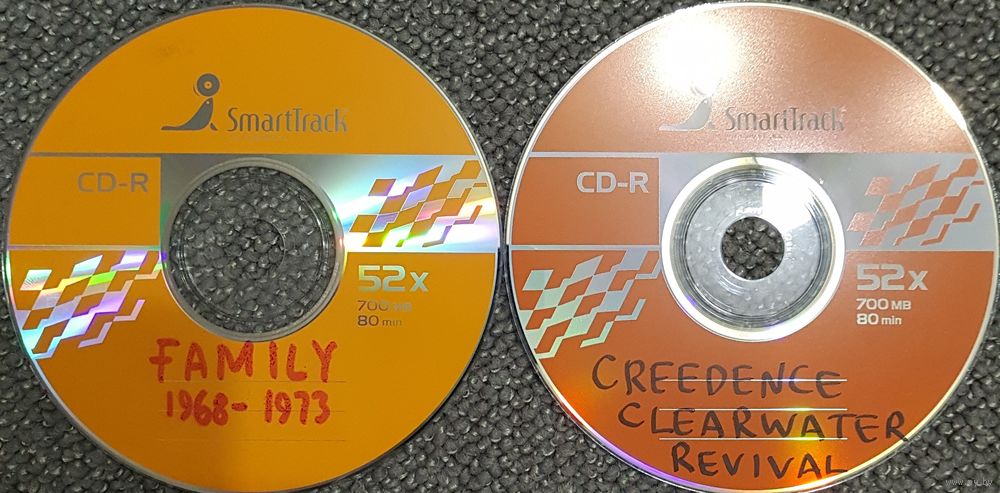 SmartTrack
CD-R
52x
700 MB
80 min
FAMILY
1968-1973
SmartTrack
CD-R
52x
700 MB
80 min
CREEDENCE
CLEARWATER
REVIVAL